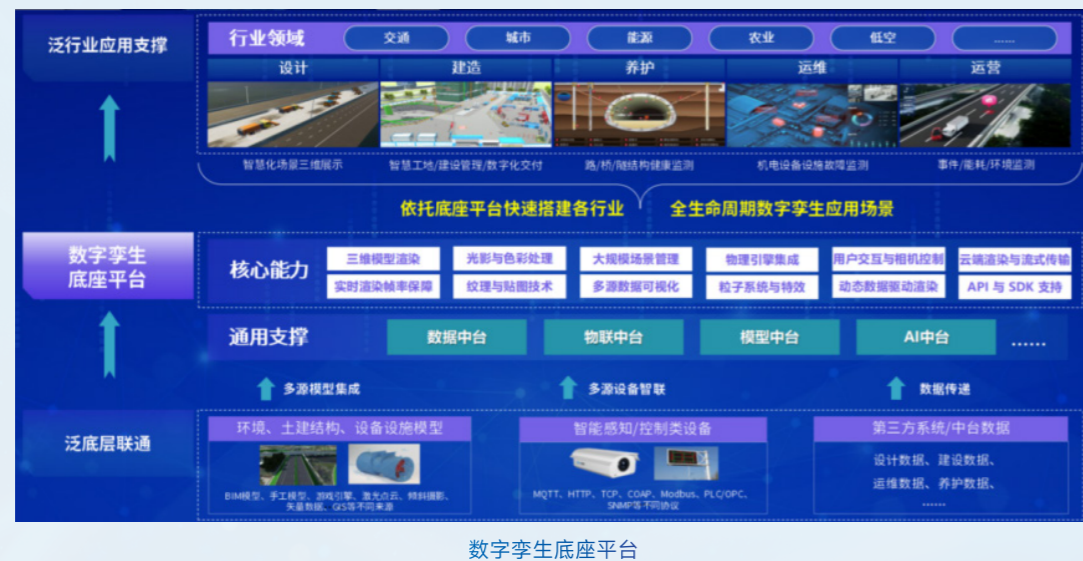 泛行业应用支撑
行业领域
交通
城市
能源
农业
低空
......
设计
建造
养护
运维
运营
智慧化场景三维展示
智慧工地/建设管理/数字化交付
路/桥/隧结构健康监测
机电设备设施故障监测
事件/能耗/环境监测
依托底座平台快速搭建各行业
全生命周期数字孪生应用场景
数字孪生
底座平台
核心能力
三维模型渲染
光影与色彩处理
大规模场景管理
物理引擎集成
用户交互与相机控制
云端渲染与流式传输
实时渲染帧率保障
纹理与贴图技术
多源数据可视化
粒子系统与特效
动态数据驱动渲染
API 与 SDK 支持
通用支撑
数据中台
物联中台
模型中台
AI中台
......
多源模型集成
多源设备智联
数据传递
泛底层联通
环境、土建结构、设备设施模型
BIM模型、手工模型、游戏引擎、激光点云、倾斜摄影、
矢量数据、GIS等不同来源
智能感知/控制类设备
MQTT、HTTP、TCP、COAP、Modbus、PLC/OPC、
SNMP等不同协议
第三方系统/中台数据
设计数据、建设数据、
运维数据、养护数据、
......
数字孪生底座平台